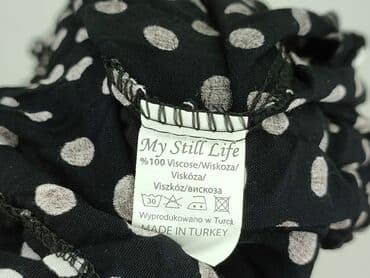 My Still Life
%100 Viscose/Wiskoza/
Viskóza/
Viszkóz/вискоза
30
Wyprodukowano w Turcji
MADE IN TURKEY